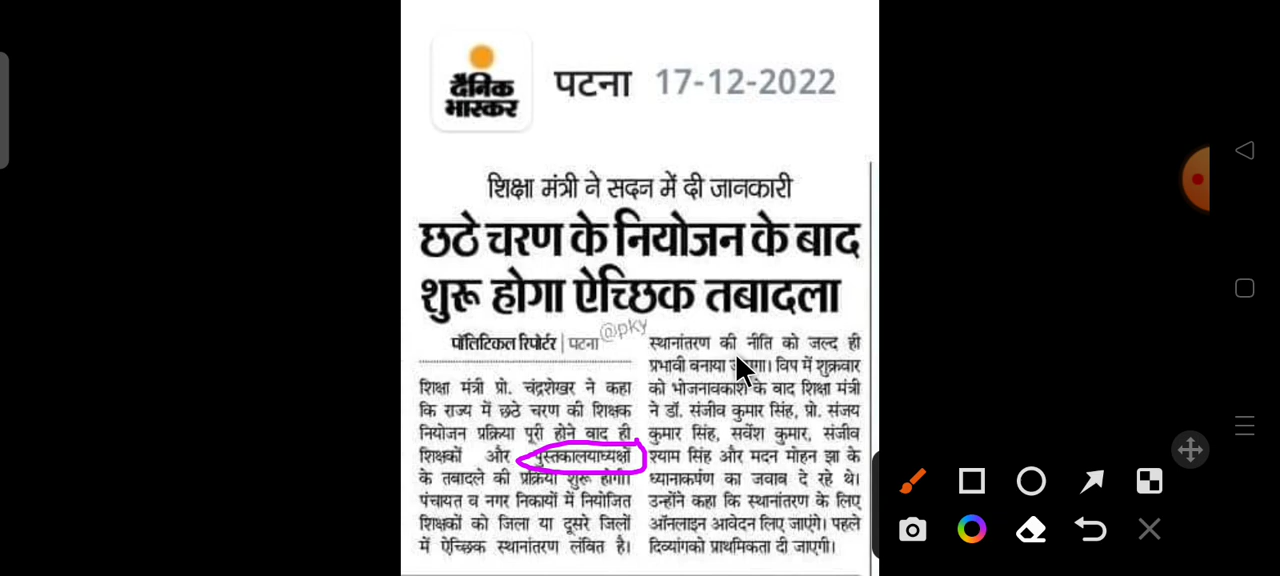 दैनिक
भास्कर
पटना 17-12-2022
शिक्षा मंत्री ने सदन में दी जानकारी
छठे चरण के नियोजन के बाद
शुरू होगा ऐच्छिक तबादला
@pky
पॉलिटिकल रिपोर्टर | पटना
शिक्षा मंत्री प्रो. चंद्रशेखर ने कहा
कि राज्य में छठे चरण की शिक्षक
नियोजन प्रक्रिया पूरी होने वाद ही
शिक्षकों और पुस्तकालयाध्यक्षों
के तबादले की प्रक्रिया शुरू होगी।
पंचायत व नगर निकायों में नियोजित
शिक्षकों को जिला या दूसरे जिलों
में ऐच्छिक स्थानांतरण लंबित है।
स्थानांतरण की नीति को जल्द ही
प्रभावी बनाया विप में शुक्रवार
को भोजनावकाश के वाद शिक्षा मंत्री
ने डॉ. संजीव कुमार सिंह, प्रो. संजय
कुमार सिंह, सर्वेश कुमार, संजीव
श्याम सिंह और मदन मोहन झा के
ध्यानाकर्षण का जवाब दे रहे थे।
उन्होंने कहा कि स्थानांतरण के लिए
ऑनलाइन आवेदन लिए जाएंगे। पहले
दिव्यांगको प्राथमिकता दी जाएगी।